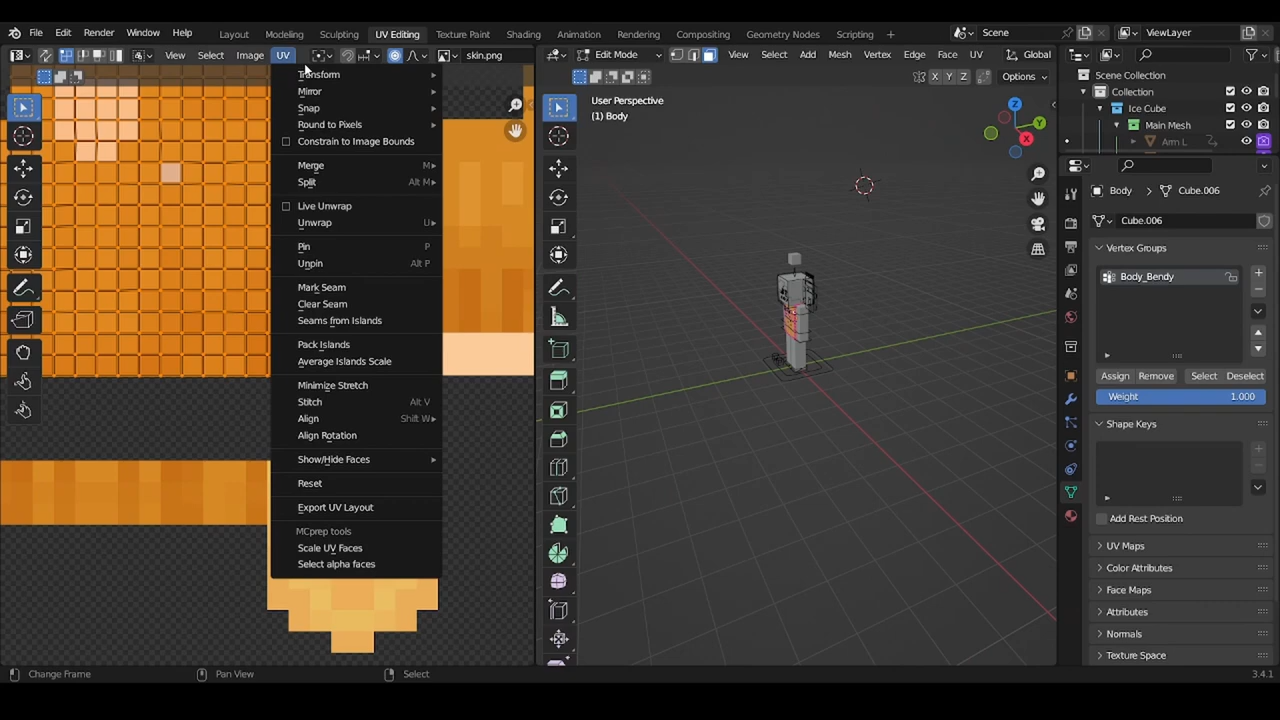 File Edit Render Window Help Layout Modeling Sculpting UV Editing Texture Paint Shading Animation Rendering Compositing Geometry Nodes Scripting Scene ViewLayer
View Select Image UV skin.png Edit Mode View Select Add Mesh Vertex Edge Face UV Global
X Y Z Options
Transform
Mirror
Snap
Round to Pixels
Constrain to Image Bounds
Merge M
Split Alt M
Live Unwrap
Unwrap U
Pin P
Unpin Alt P
Mark Seam
Clear Seam
Seams from Islands
Pack Islands
Average Islands Scale
Minimize Stretch
Stitch Alt V
Align Shift W
Align Rotation
Show/Hide Faces
Reset
Export UV Layout
MCprep tools
Scale UV Faces
Select alpha faces
User Perspective
(1) Body
Z
Y
X
Scene Collection
Collection
Ice Cube
Main Mesh
Arm L
Body Cube.006
Cube.006
Vertex Groups
Body_Bendy
Assign Remove Select Deselect
Weight 1.000
Shape Keys
Add Rest Position
UV Maps
Color Attributes
Face Maps
Attributes
Normals
Texture Space
Change Frame Pan View Select 3.4.1